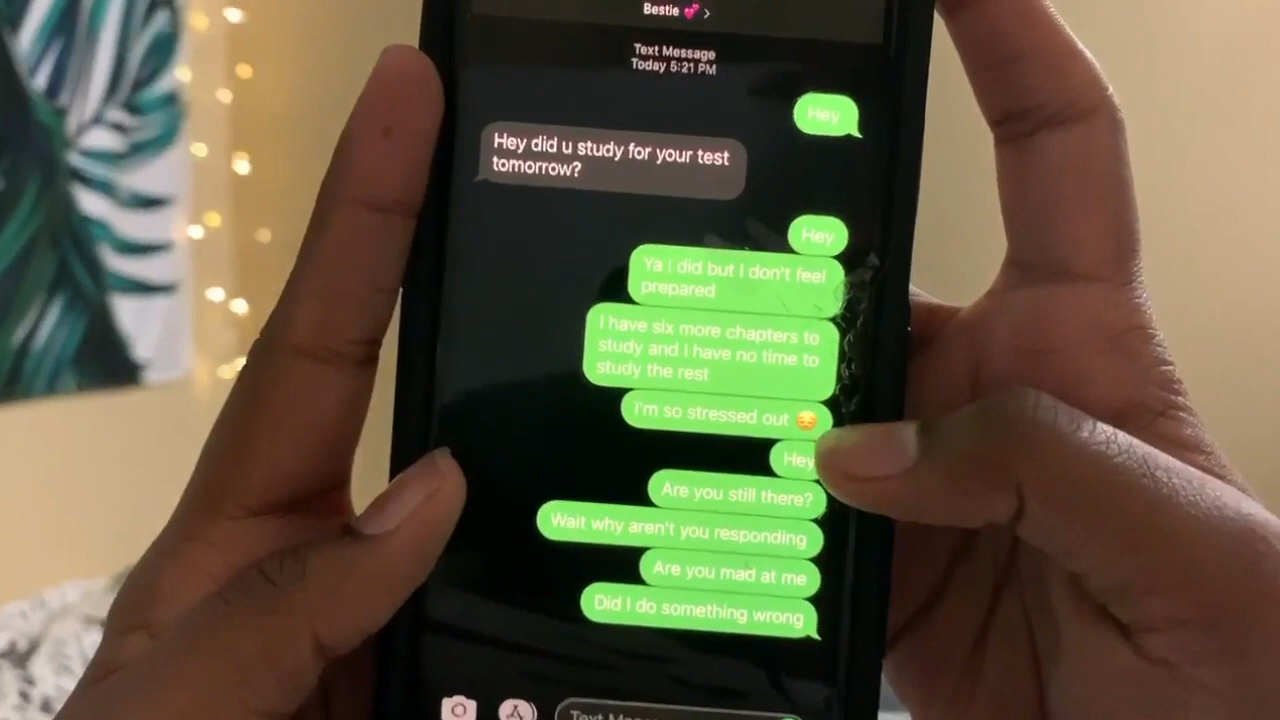 Bestie 💕 >
Text Message
Today 5:21 PM
Hey
Hey did u study for your test
tomorrow?
Hey
Ya I did but I don't feel
prepared
I have six more chapters to
study and I have no time to
study the rest
I'm so stressed out 😔
Hey
Are you still there?
Wait why aren't you responding
Are you mad at me
Did I do something wrong
Text